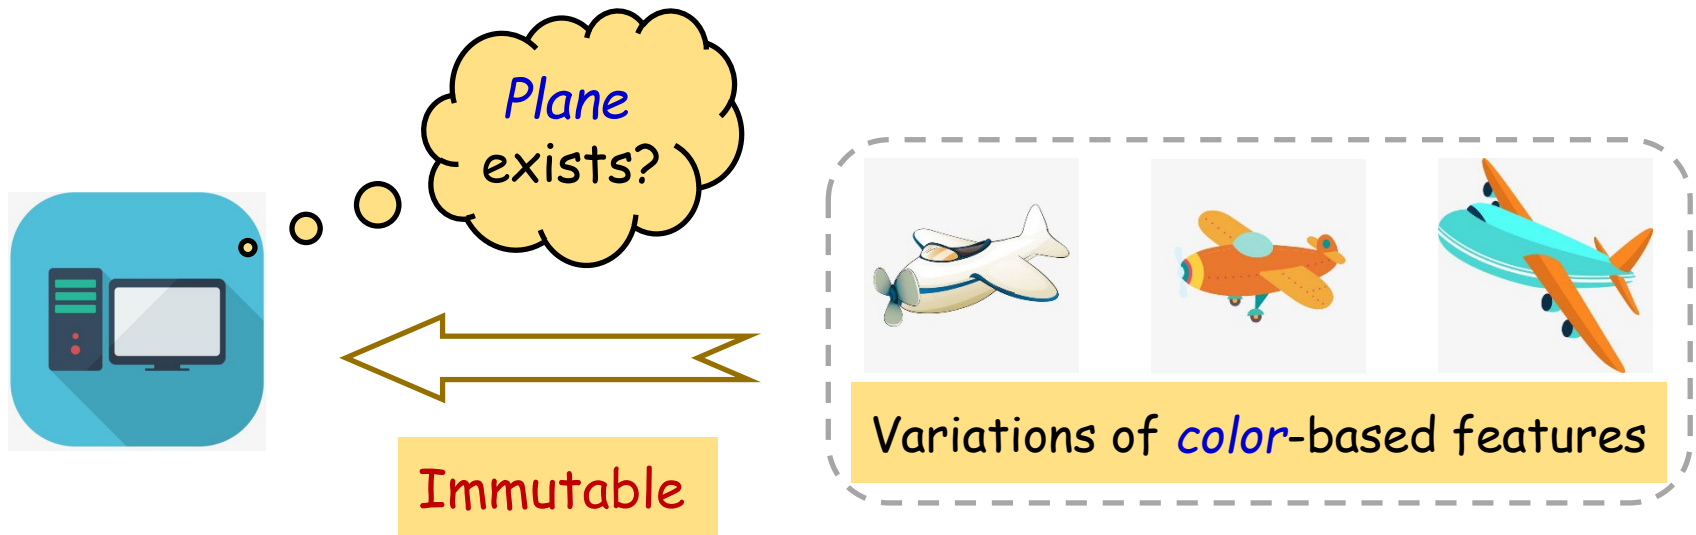 Plane
exists?
Immutable
Variations of color-based features